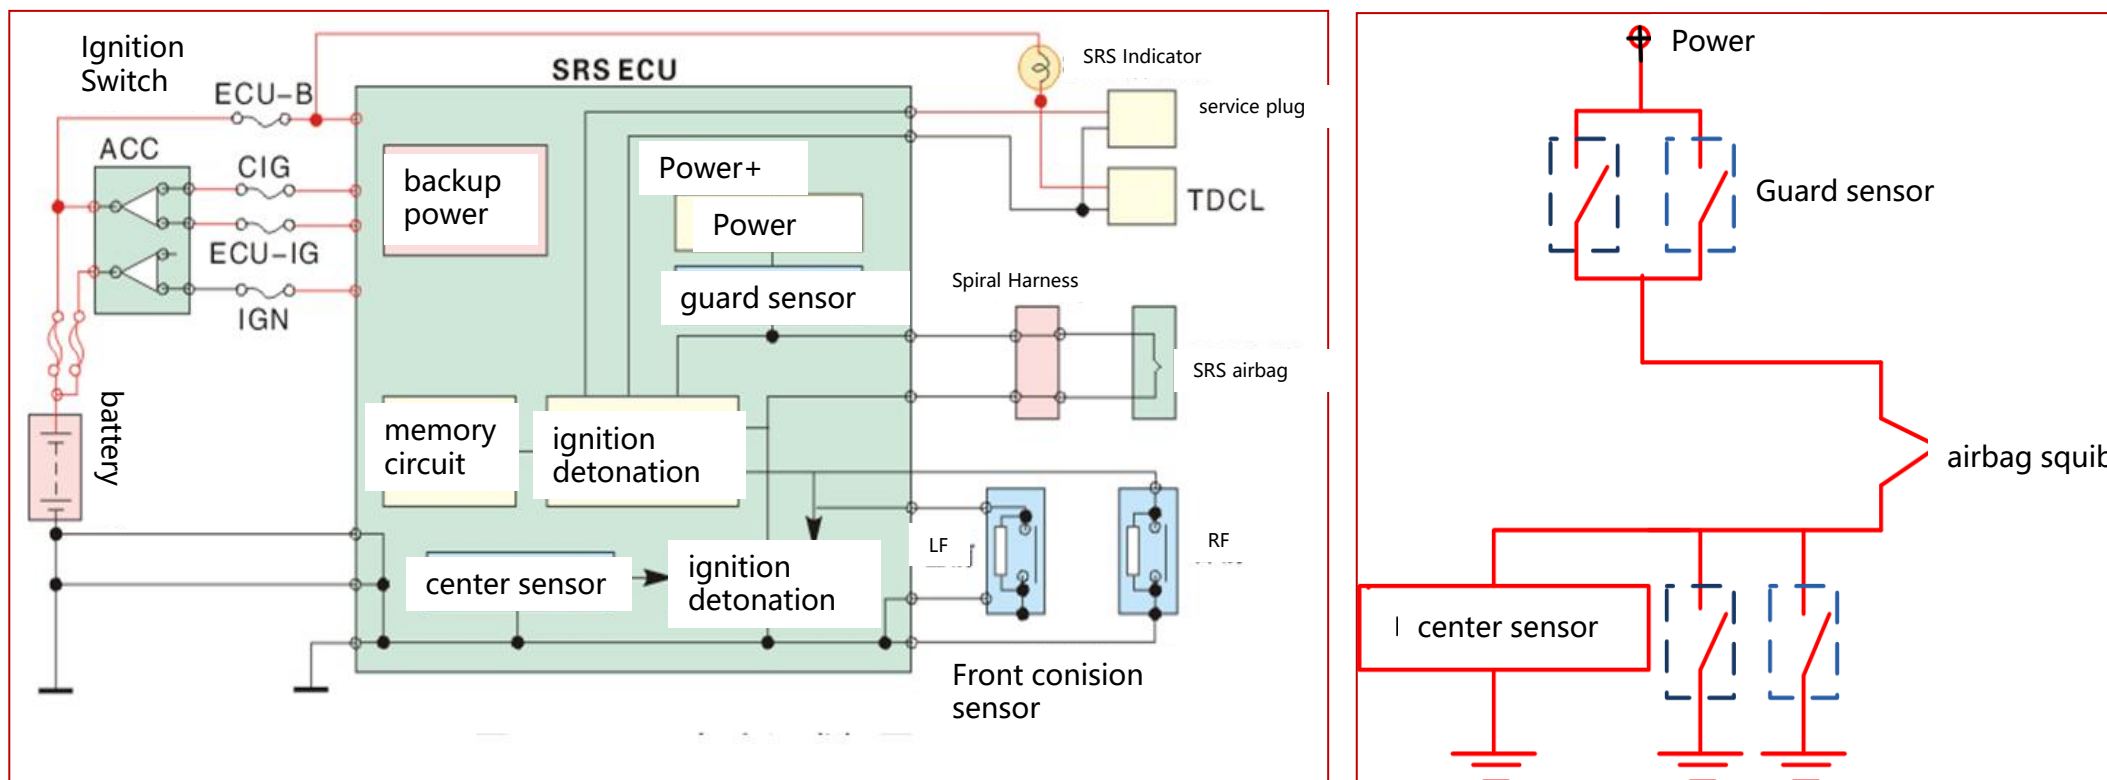 Ignition
Switch
ECU-B
SRS ECU
SRS Indicator
service plug
ACC
CIG
ECU-IG
IGN
backup
power
Power+
Power
guard sensor
TDCL
Spiral Harness
SRS airbag
battery
memory
circuit
ignition
detonation
center sensor
ignition
detonation
LF
RF
Front conision
sensor
Power
Guard sensor
airbag squib
center sensor